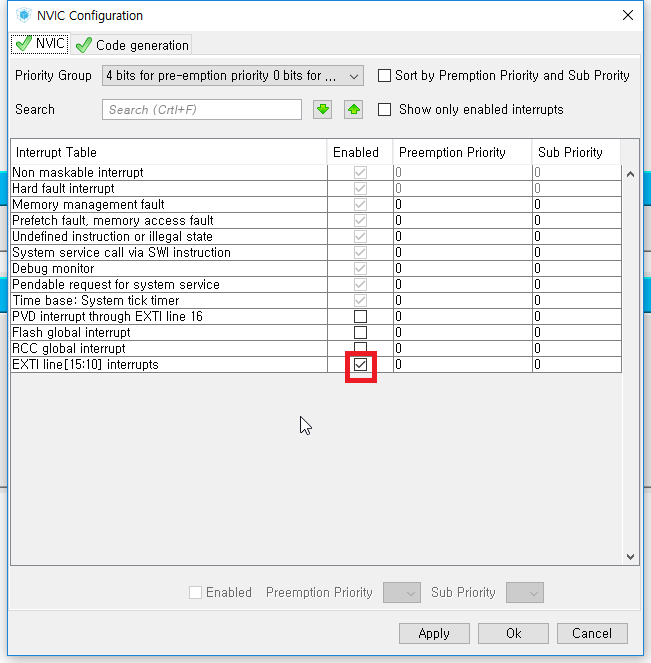 NVIC Configuration
NVIC Code generation
Priority Group 4 bits for pre-emption priority 0 bits for ... Sort by Premption Priority and Sub Prority
Search Search (Crtl+F) Show only enabled interrupts
Interrupt Table Enabled Preemption Priority Sub Priority
Non maskable interrupt 0 0
Hard fault interrupt 0 0
Memory management fault 0 0
Prefetch fault, memory access fault 0 0
Undefined instruction or illegal state 0 0
System service call via SWI instruction 0 0
Debug monitor 0 0
Pendable request for system service 0 0
Time base: System tick timer 0 0
PVD interrupt through EXTI line 16 0 0
Flash global interrupt 0 0
RCC global interrupt 0 0
EXTI line[15:10] interrupts 0 0
Enabled Preemption Priority Sub Priority
Apply Ok Cancel